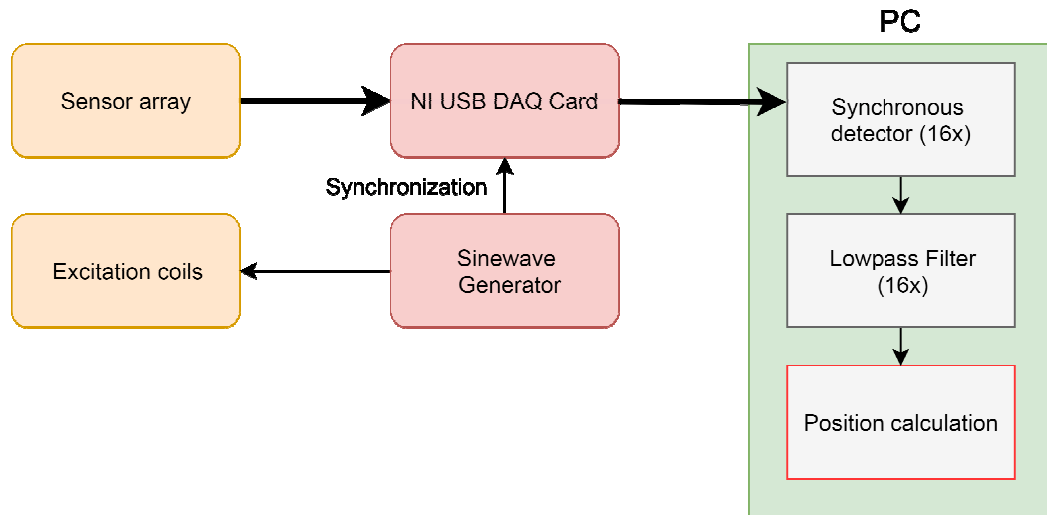 PC
Sensor array
NI USB DAQ Card
Synchronous
detector (16x)
Synchronization
Excitation coils
Sinewave
Generator
Lowpass Filter
(16x)
Position calculation